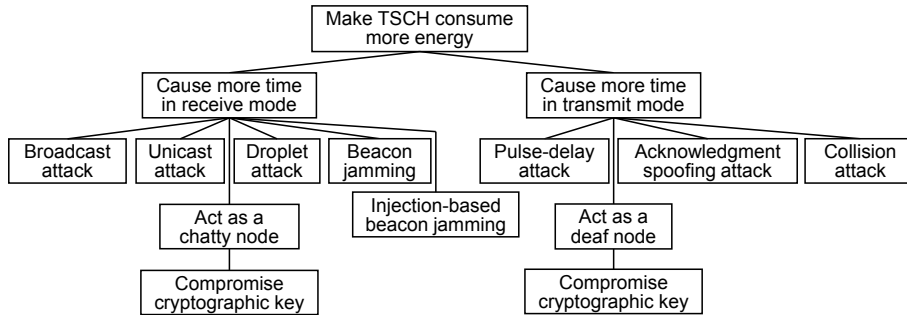 Make TSCH consume
more energy
Cause more time
in receive mode
Cause more time
in transmit mode
Broadcast
attack
Unicast
attack
Droplet
attack
Beacon
jamming
Pulse-delay
attack
Acknowledgment
spoofing attack
Collision
attack
Injection-based
beacon jamming
Act as a
chatty node
Act as a
deaf node
Compromise
cryptographic key
Compromise
cryptographic key